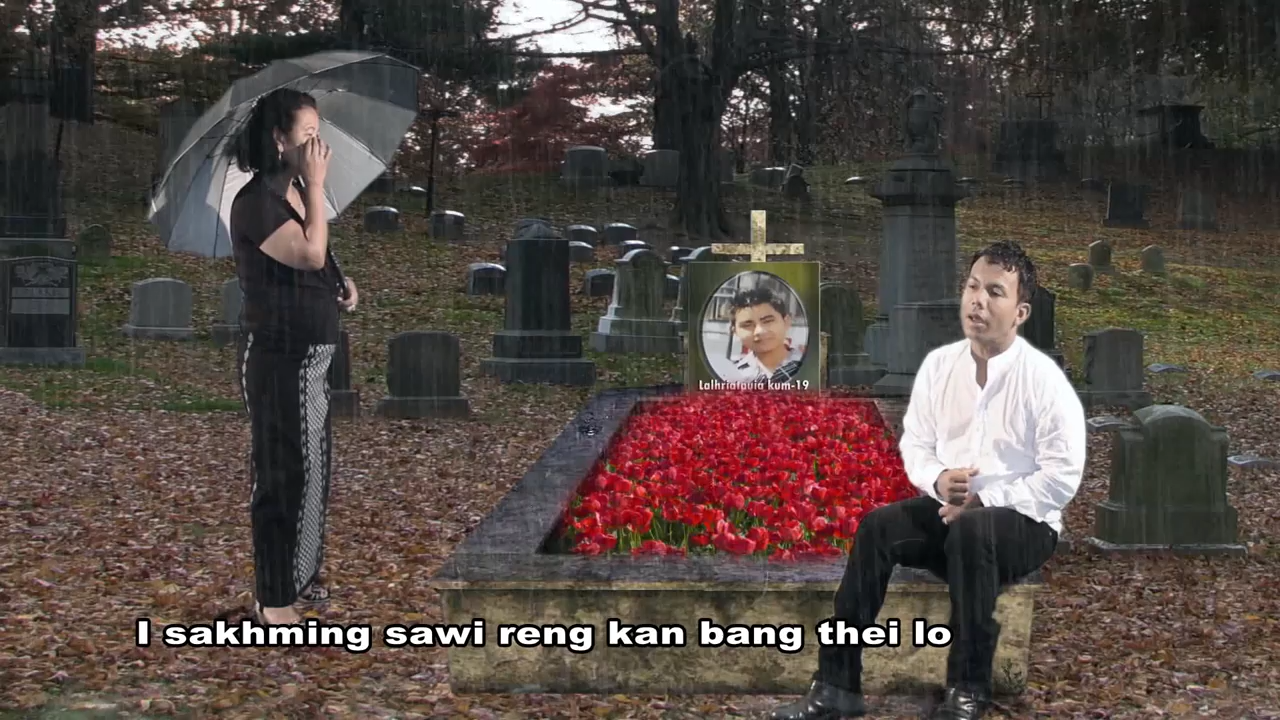 Lalhriatpuia kum-19
I sakhming sawi reng kan bang thei lo